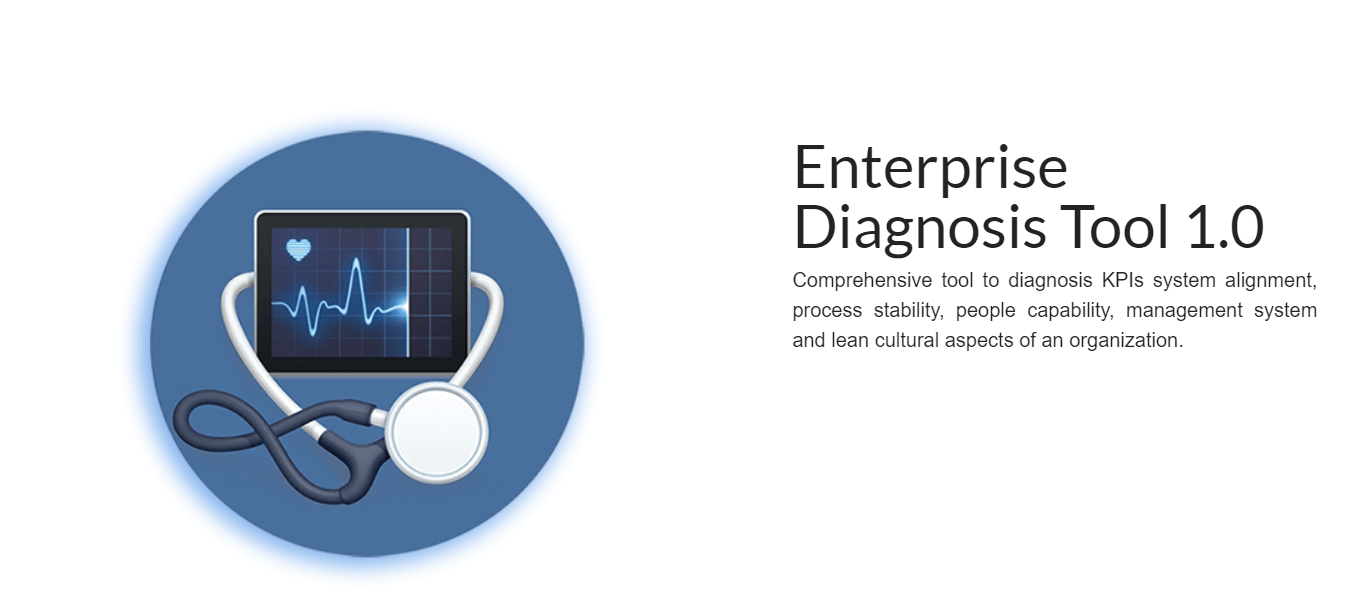 Enterprise
Diagnosis Tool 1.0
Comprehensive tool to diagnosis KPIs system alignment,
process stability, people capability, management system
and lean cultural aspects of an organization.